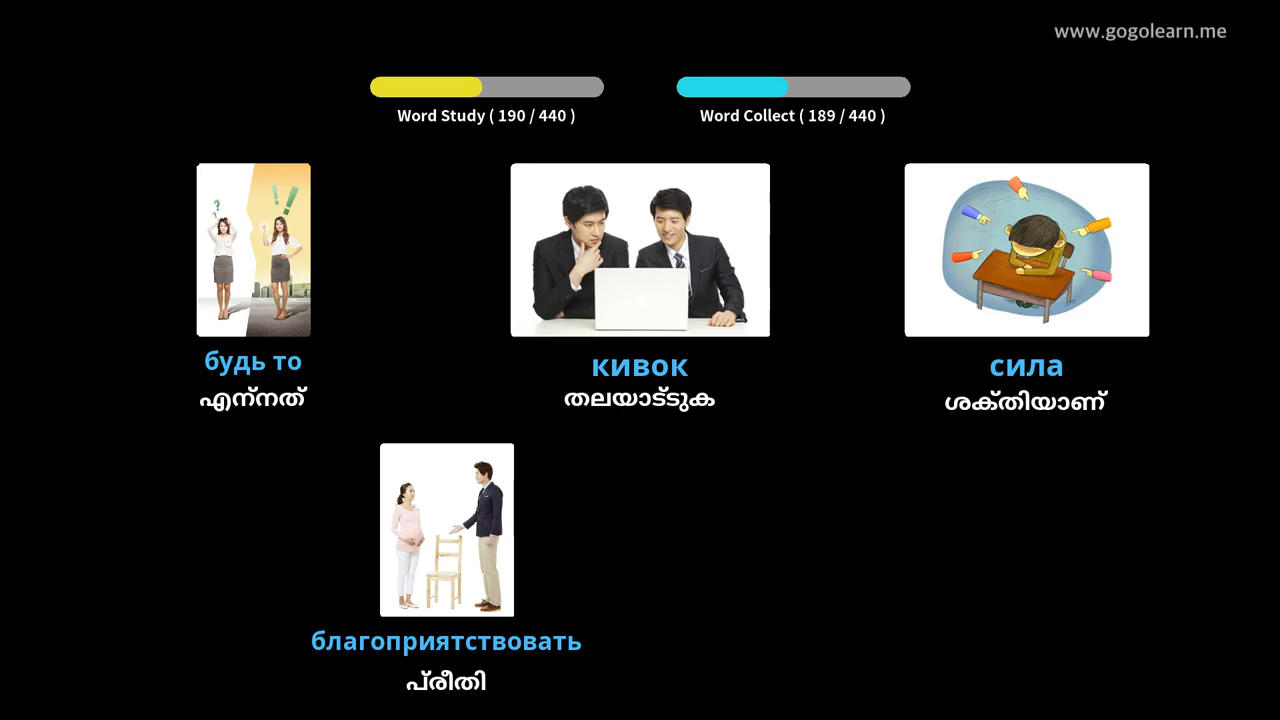 www.gogolearn.me
Word Study ( 190 / 440 )
Word Collect ( 189 / 440 )
будь то
എന്നത്
кивок
തലയാട്ടുക
сила
ശക്തിയാണ്
благоприятствовать
പ്രീതി